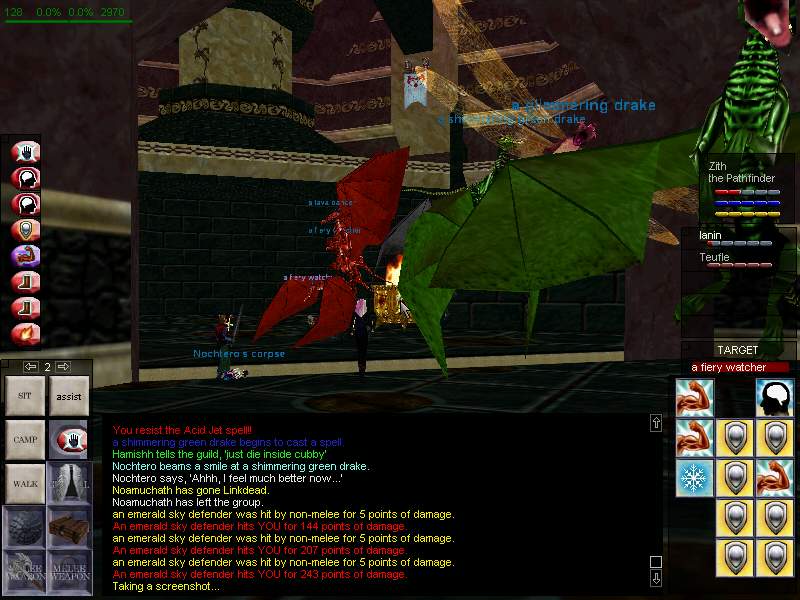 128 0.0% 0.0% 2970
a glimmering drake
a shimmering green drake
Zith
the Pathfinder
a lava dancer
a fiery watcher
Ianin
Teufle
a fiery watcher
TARGET
Nochtero's corpse
a fiery watcher
2
SIT
assist
CAMP
WALK
MELEE WEAPON
You resist the Acid Jet spell!!
a shimmering green drake begins to cast a spell.
Hamishh tells the guild, 'just die inside cubby'
Nochtero beams a smile at a shimmering green drake.
Nochtero says, 'Ahhh, I feel much better now...'
Noamuchath has gone Linkdead.
Noamuchath has left the group.
an emerald sky defender was hit by non-melee for 5 points of damage.
An emerald sky defender hits YOU for 144 points of damage.
an emerald sky defender was hit by non-melee for 5 points of damage.
An emerald sky defender hits YOU for 207 points of damage.
an emerald sky defender was hit by non-melee for 5 points of damage.
An emerald sky defender hits YOU for 243 points of damage.
Taking a screenshot...